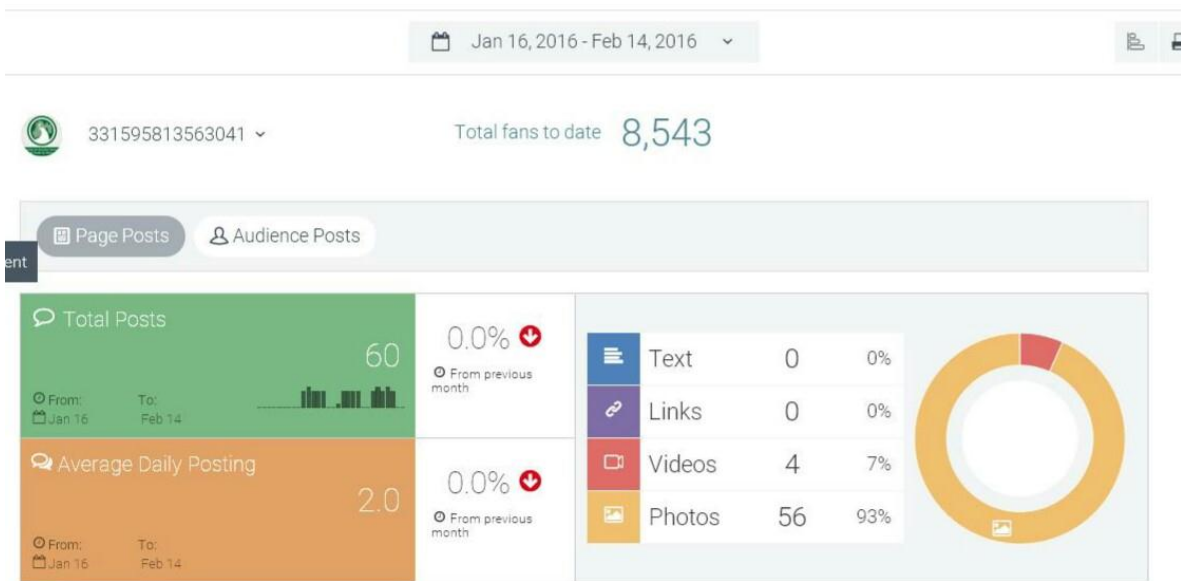 Jan 16, 2016 - Feb 14, 2016
331595813563041
Total fans to date 8,543
Page Posts
Audience Posts
ent
Total Posts
60
From: To:
Jan 16 Feb 14
0.0%
From previous
month
Average Daily Posting
2.0
From: To:
Jan 16 Feb 14
0.0%
From previous
month
Text 0 0%
Links 0 0%
Videos 4 7%
Photos 56 93%